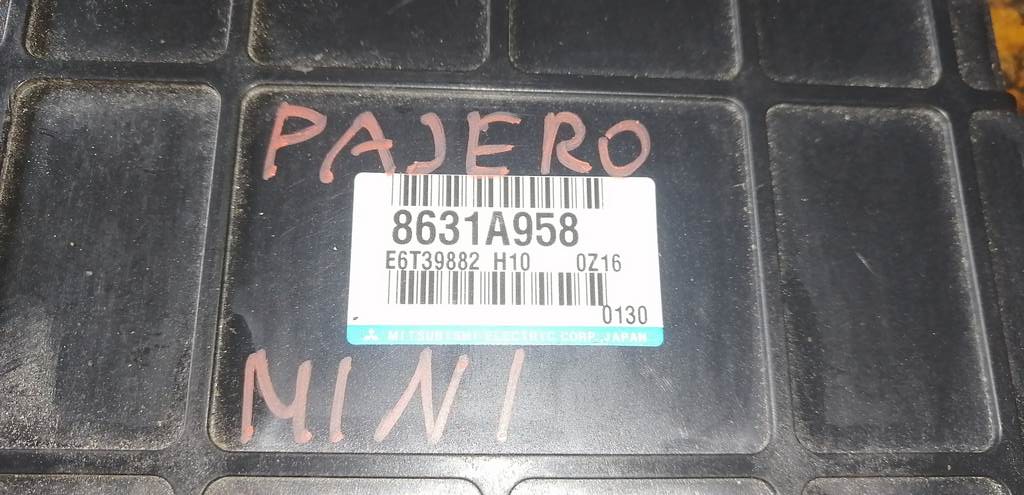 PAJERO
8631A958
E6T39882 H10 0Z16
0130
MITSUBISHI ELECTRIC CORP. JAPAN
MINI